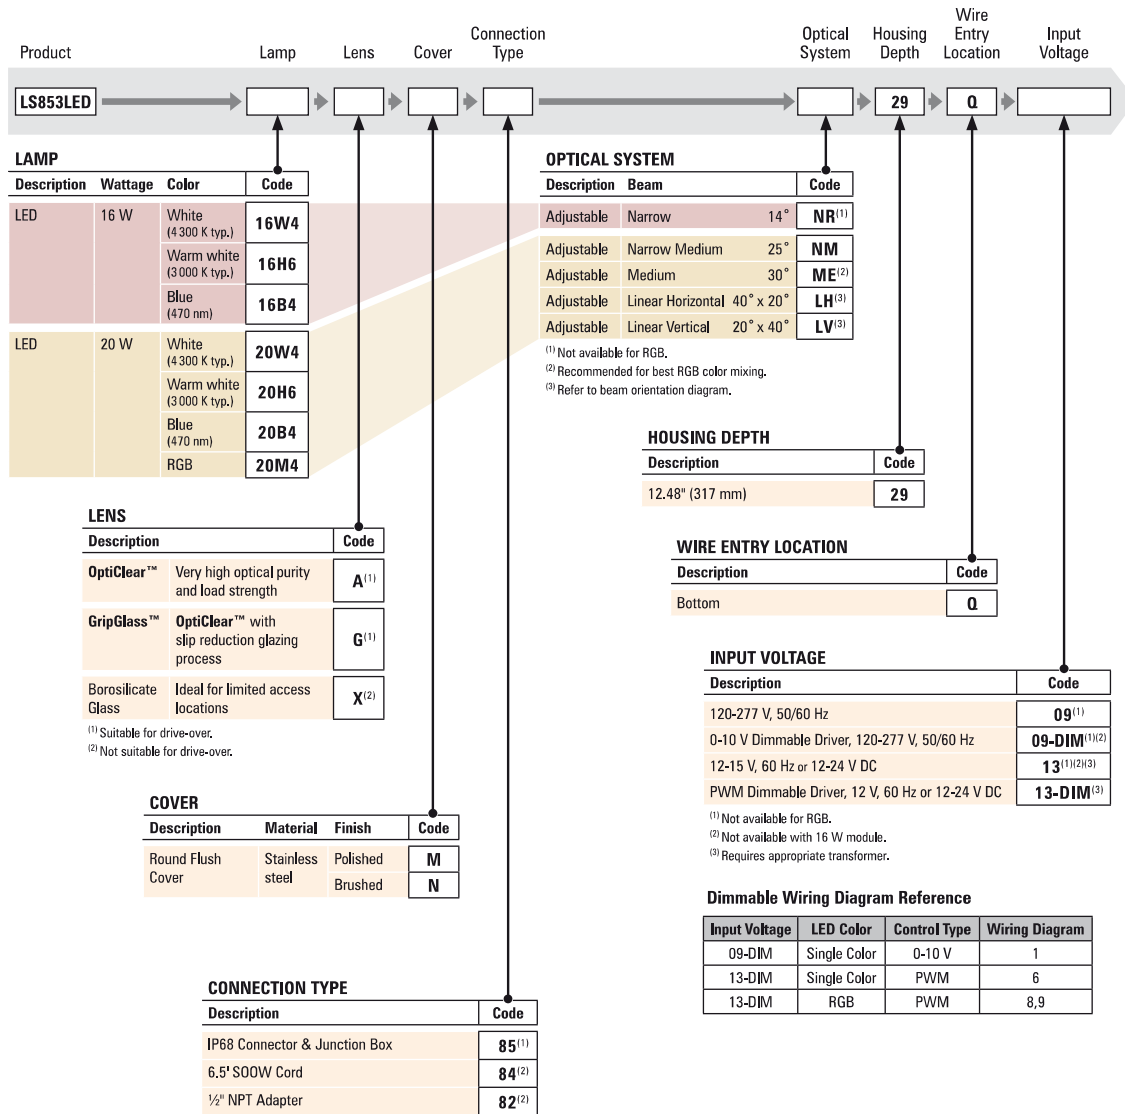 Product Lamp Lens Cover Connection Type Optical System Housing Depth Wire Entry Location Input Voltage
LS853LED 29 Q
LAMP
Description Wattage Color Code
LED 16 W White (4 300 K typ.) 16W4
Warm white (3 000 K typ.) 16H6
Blue (470 nm) 16B4
LED 20 W White (4 300 K typ.) 20W4
Warm white (3 000 K typ.) 20H6
Blue (470 nm) 20B4
RGB 20M4
OPTICAL SYSTEM
Description Beam Code
Adjustable Narrow 14° NR(1)
Adjustable Narrow Medium 25° NM
Adjustable Medium 30° ME(2)
Adjustable Linear Horizontal 40° x 20° LH(3)
Adjustable Linear Vertical 20° x 40° LV(3)
(1) Not available for RGB.
(2) Recommended for best RGB color mixing.
(3) Refer to beam orientation diagram.
HOUSING DEPTH
Description Code
12.48" (317 mm) 29
LENS
Description Code
OptiClear™ Very high optical purity A(1)
and load strength
GripGlass™ OptiClear™ with
slip reduction glazing G(1)
process
Borosilicate Ideal for limited access X(2)
Glass locations
(1) Suitable for drive-over.
(2) Not suitable for drive-over.
WIRE ENTRY LOCATION
Description Code
Bottom Q
INPUT VOLTAGE
Description Code
120-277 V, 50/60 Hz 09(1)
0-10 V Dimmable Driver, 120-277 V, 50/60 Hz 09-DIM(1)(2)
12-15 V, 60 Hz or 12-24 V DC 13(1)(2)(3)
PWM Dimmable Driver, 12 V, 60 Hz or 12-24 V DC 13-DIM(3)
(1) Not available for RGB.
(2) Not available with 16 W module.
(3) Requires appropriate transformer.
COVER
Description Material Finish Code
Round Flush Stainless Polished M
Cover steel Brushed N
Dimmable Wiring Diagram Reference
Input Voltage LED Color Control Type Wiring Diagram
09-DIM Single Color 0-10 V 1
13-DIM Single Color PWM 6
13-DIM RGB PWM 8,9
CONNECTION TYPE
Description Code
IP68 Connector & Junction Box 85(1)
6.5' SOOW Cord 84(2)
½" NPT Adapter 82(2)